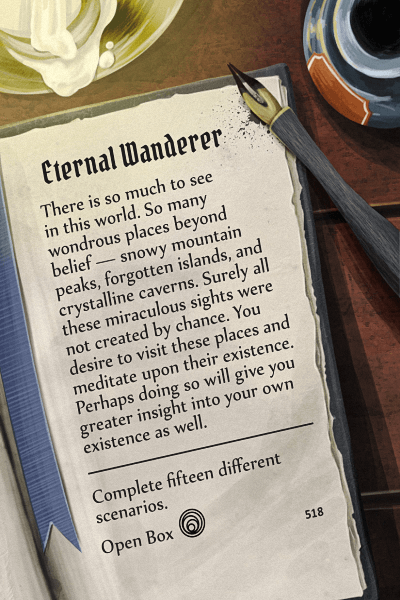 Eternal Wanderer
There is so much to see
in this world. So many
wondrous places beyond
belief — snowy mountain
peaks, forgotten islands, and
crystalline caverns. Surely all
these miraculous sights were
not created by chance. You
desire to visit these places and
meditate upon their existence.
Perhaps doing so will give you
greater insight into your own
existence as well.
Complete fifteen different
scenarios.
Open Box
518